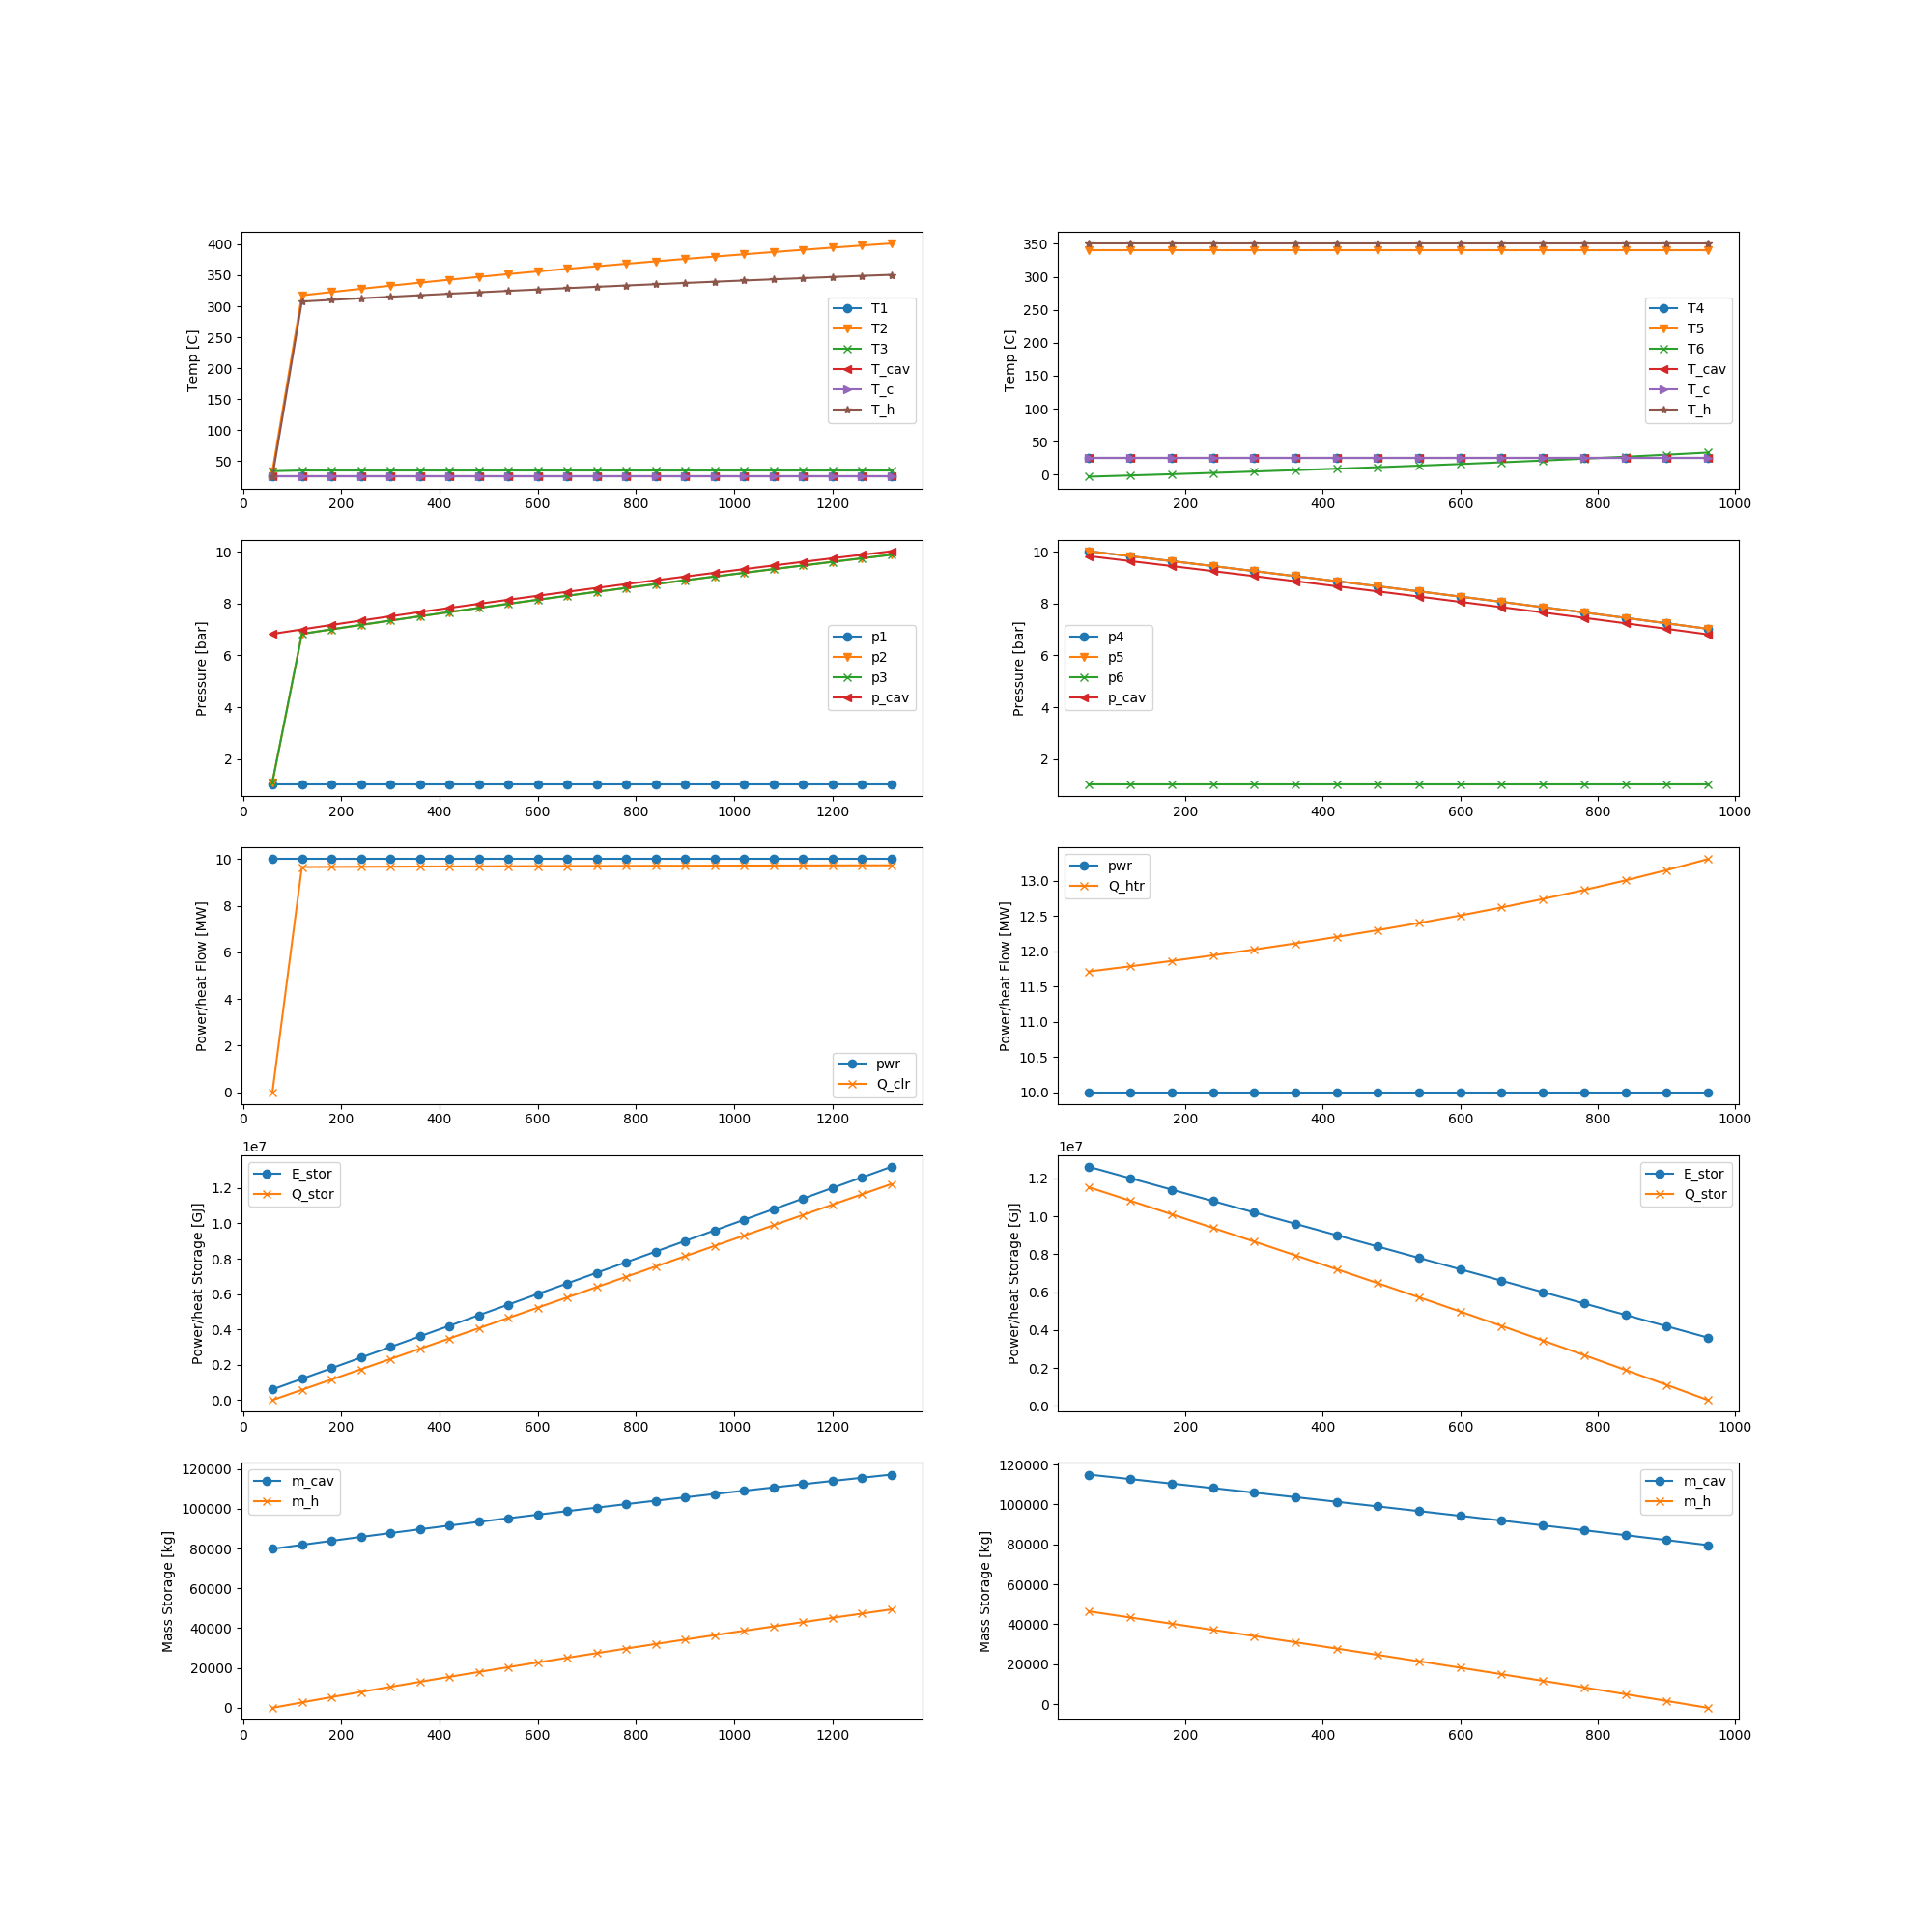 400
350
300
250
200
150
100
50
Temp [C]
T1
T2
T3
T_cav
T_c
T_h
0 200 400 600 800 1000 1200
350
300
250
200
150
100
50
0
Temp [C]
T4
T5
T6
T_cav
T_c
T_h
200 400 600 800 1000
10
8
6
4
2
Pressure [bar]
p1
p2
p3
p_cav
0 200 400 600 800 1000 1200
10
8
6
4
2
Pressure [bar]
p4
p5
p6
p_cav
200 400 600 800 1000
10
8
6
4
2
0
Power/heat Flow [MW]
pwr
Q_clr
0 200 400 600 800 1000 1200
13.0
12.5
12.0
11.5
11.0
10.5
10.0
Power/heat Flow [MW]
pwr
Q_htr
200 400 600 800 1000
1e7
1.2
1.0
0.8
0.6
0.4
0.2
0.0
Power/heat Storage [GJ]
E_stor
Q_stor
0 200 400 600 800 1000 1200
1e7
1.2
1.0
0.8
0.6
0.4
0.2
0.0
Power/heat Storage [GJ]
E_stor
Q_stor
200 400 600 800 1000
120000
100000
80000
60000
40000
20000
0
Mass Storage [kg]
m_cav
m_h
0 200 400 600 800 1000 1200
120000
100000
80000
60000
40000
20000
0
Mass Storage [kg]
m_cav
m_h
200 400 600 800 1000